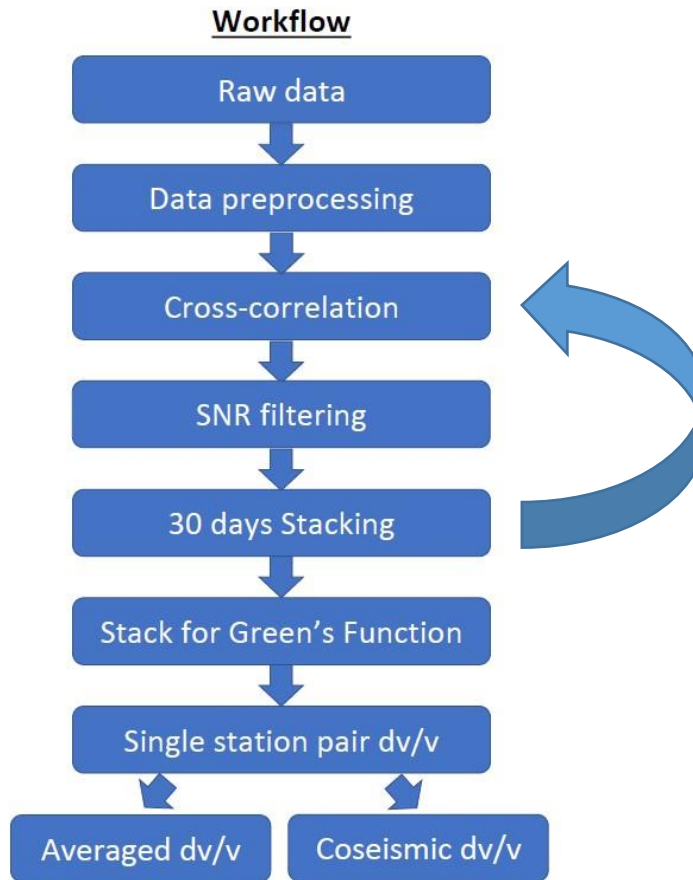 Workflow
Raw data
Data preprocessing
Cross-correlation
SNR filtering
30 days Stacking
Stack for Green’s Function
Single station pair dv/v
Averaged dv/v
Coseismic dv/v